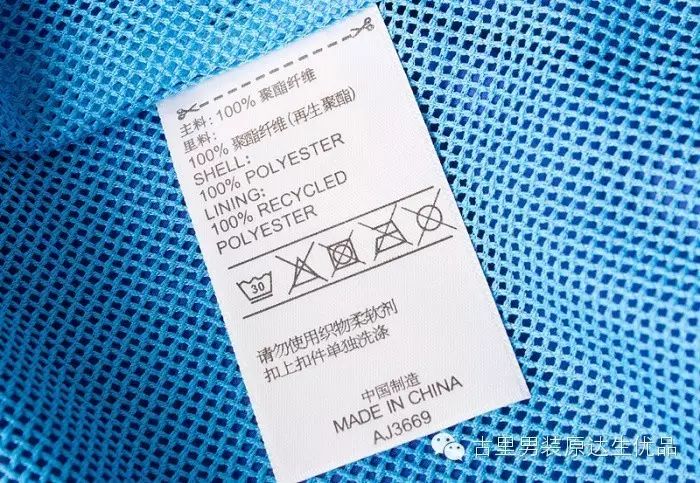 主料: 100% 聚酯纤维
里料:
100% 聚酯纤维(再生聚酯)
SHELL:
100% POLYESTER
LINING:
100% RECYCLED
POLYESTER
30
请勿使用织物柔软剂
扣上扣件单独洗涤
中国制造
MADE IN CHINA
AJ3669
古里男装原达生优品